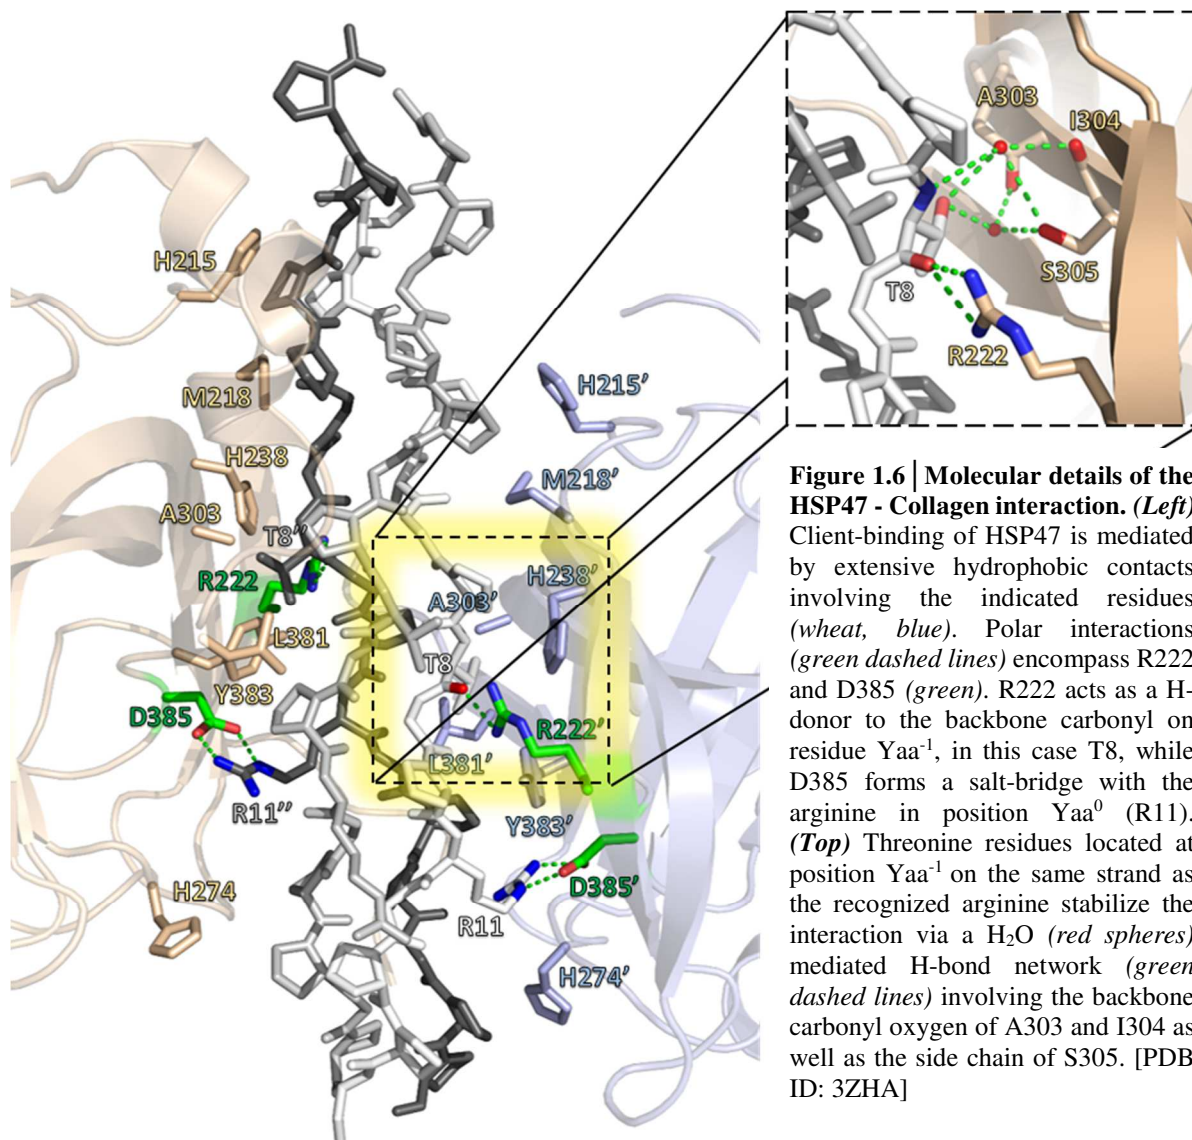 A303
I304
S305
T8
R222
H215
M218
H238
A303
T8''
R222
L381
Y383
D385
R11''
H274
H215'
M218'
H238'
A303'
T8
R222'
L381'
Y383'
D385'
R11
H274'
Figure 1.6 | Molecular details of the
HSP47 - Collagen interaction. (Left)
Client-binding of HSP47 is mediated
by extensive hydrophobic contacts
involving the indicated residues
(wheat, blue). Polar interactions
(green dashed lines) encompass R222
and D385 (green). R222 acts as a H-
donor to the backbone carbonyl on
residue Yaa⁻¹, in this case T8, while
D385 forms a salt-bridge with the
arginine in position Yaa⁰ (R11).
(Top) Threonine residues located at
position Yaa⁻¹ on the same strand as
the recognized arginine stabilize the
interaction via a H₂O (red spheres)
mediated H-bond network (green
dashed lines) involving the backbone
carbonyl oxygen of A303 and I304 as
well as the side chain of S305. [PDB
ID: 3ZHA]